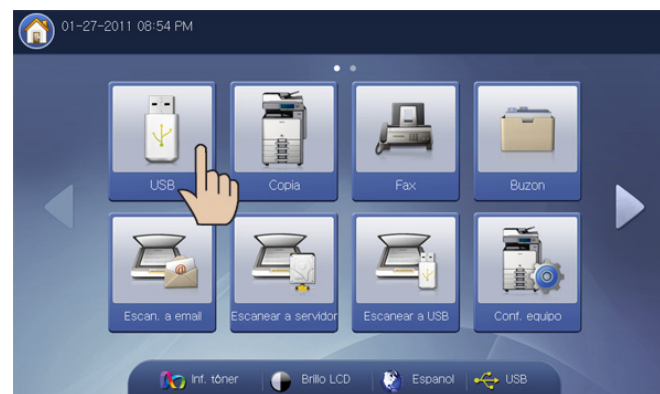 01-27-2011 08:54 PM
USB
Copia
Fax
Buzon
Escan. a email
Escanear a servidor
Escanear a USB
Conf. equipo
Inf. tóner
Brillo LCD
Espanol
USB